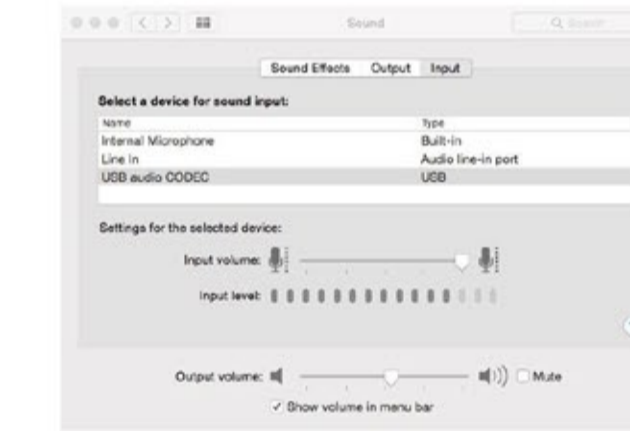 Sound
Search
Sound Effects Output Input
Select a device for sound input:
Name Type
Internal Microphone Built-in
Line In Audio line-in port
USB audio CODEC USB
Settings for the selected device:
Input volume:
Input level:
Output volume: Mute
Show volume in menu bar